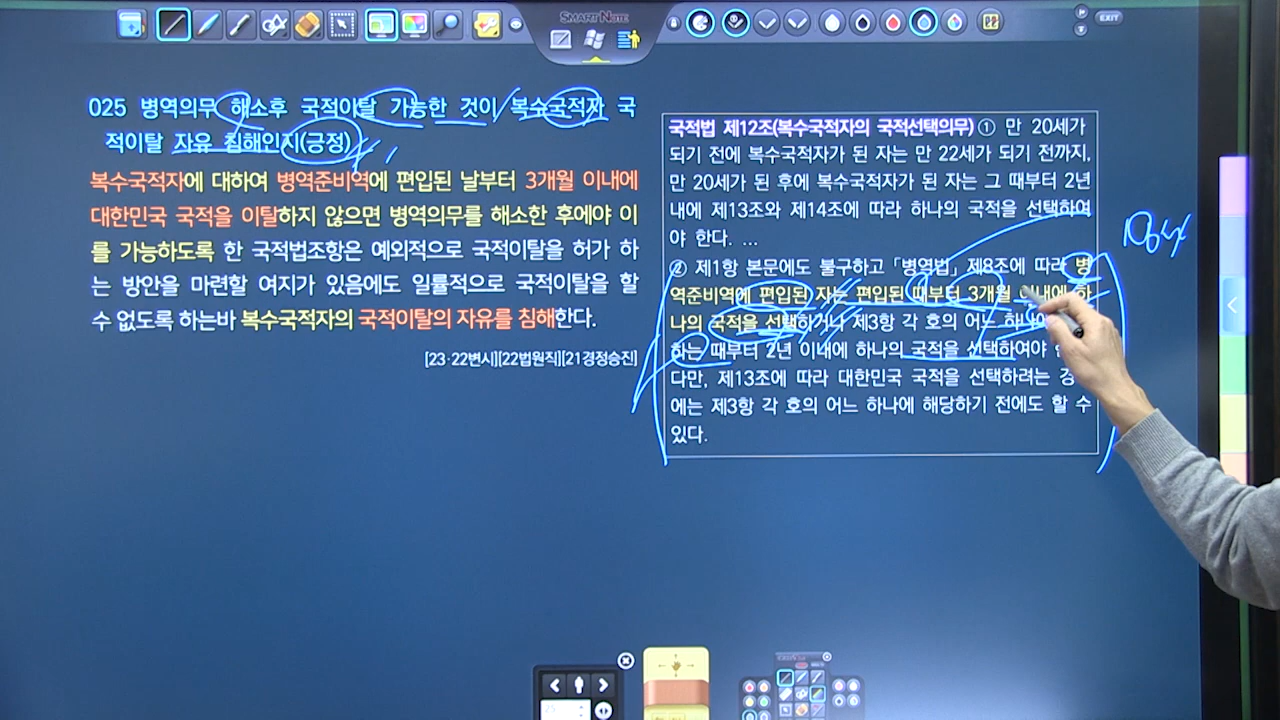 SMARTNOTE
EXIT
025 병역의무 해소후 국적이탈 가능한 것이 복수국적자 국
적이탈 자유 침해인지(긍정)
복수국적자에 대하여 병역준비역에 편입된 날부터 3개월 이내에
대한민국 국적을 이탈하지 않으면 병역의무를 해소한 후에야 이
를 가능하도록 한 국적법조항은 예외적으로 국적이탈을 허가 하
는 방안을 마련할 여지가 있음에도 일률적으로 국적이탈을 할
수 없도록 하는바 복수국적자의 국적이탈의 자유를 침해한다.
[23·22변시][22법원직][21경정승진]
국적법 제12조(복수국적자의 국적선택의무) ① 만 20세가
되기 전에 복수국적자가 된 자는 만 22세가 되기 전까지,
만 20세가 된 후에 복수국적자가 된 자는 그 때부터 2년
내에 제13조와 제14조에 따라 하나의 국적을 선택하여
야 한다. …
② 제1항 본문에도 불구하고 「병역법」 제8조에 따라 병
역준비역에 편입된 자는 편입된 때부터 3개월 이내에 하
나의 국적을 선택하거나 제3항 각 호의 어느 하나에
하는 때부터 2년 이내에 하나의 국적을 선택하여야
다만, 제13조에 따라 대한민국 국적을 선택하려는 경
에는 제3항 각 호의 어느 하나에 해당하기 전에도 할 수
있다.
25